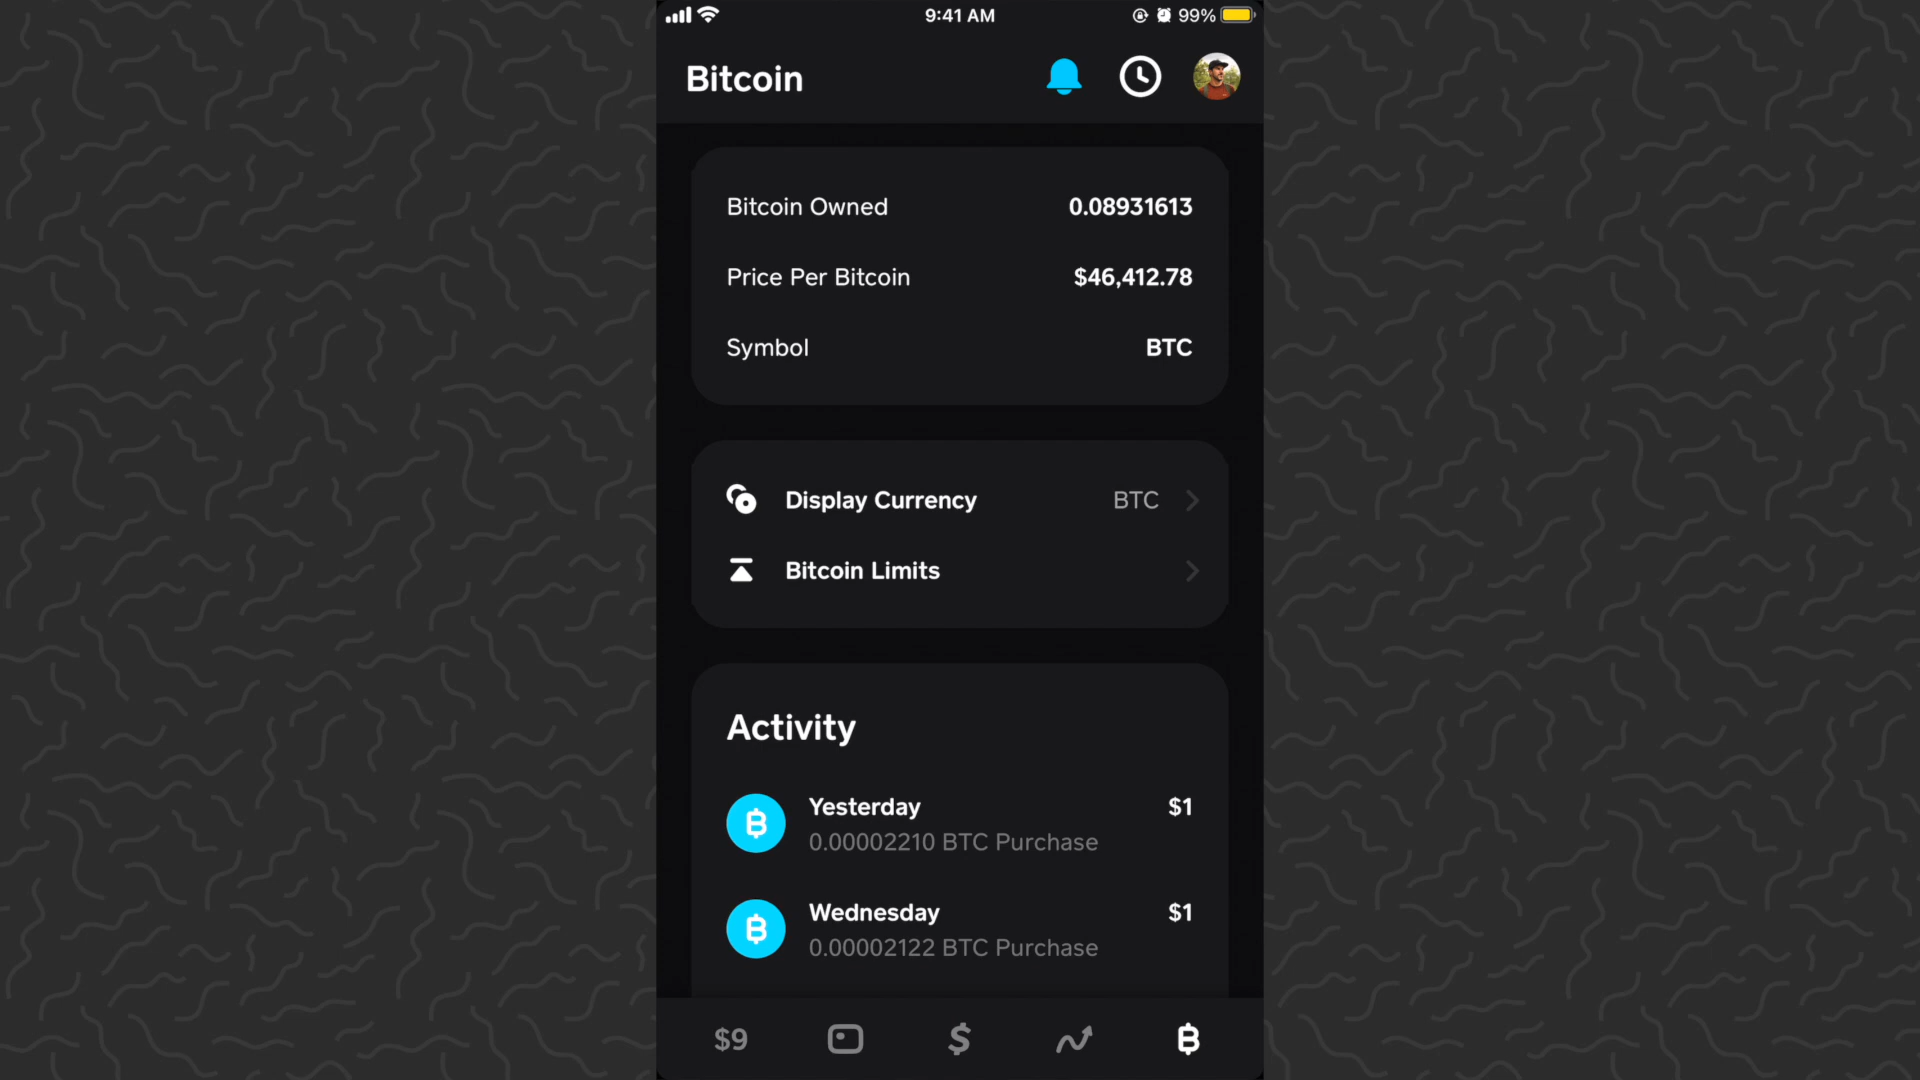 9:41 AM 99%
Bitcoin
Bitcoin Owned 0.08931613
Price Per Bitcoin $46,412.78
Symbol BTC
Display Currency BTC
Bitcoin Limits
Activity
Yesterday $1
0.00002210 BTC Purchase
Wednesday $1
0.00002122 BTC Purchase
$9